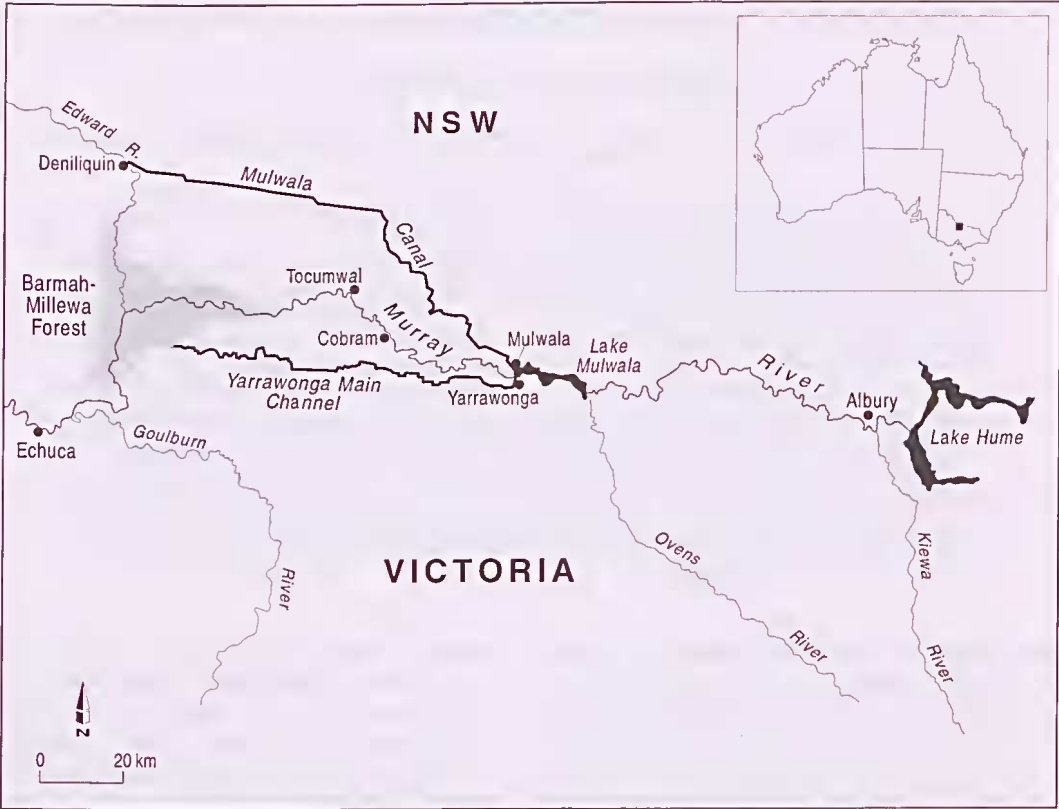 NSW
Edward R.
Deniliquin
Mulwala
Canal
Barmah-
Millewa
Forest
Tocumwal
Cobram
Murray
Mulwala
Lake
Mulwala
River
Yarrawonga Main
Channel
Yarrawonga
Albury
Lake Hume
Echuca
Goulburn
River
VICTORIA
Ovens
River
Kiewa
River
N
0 20 km